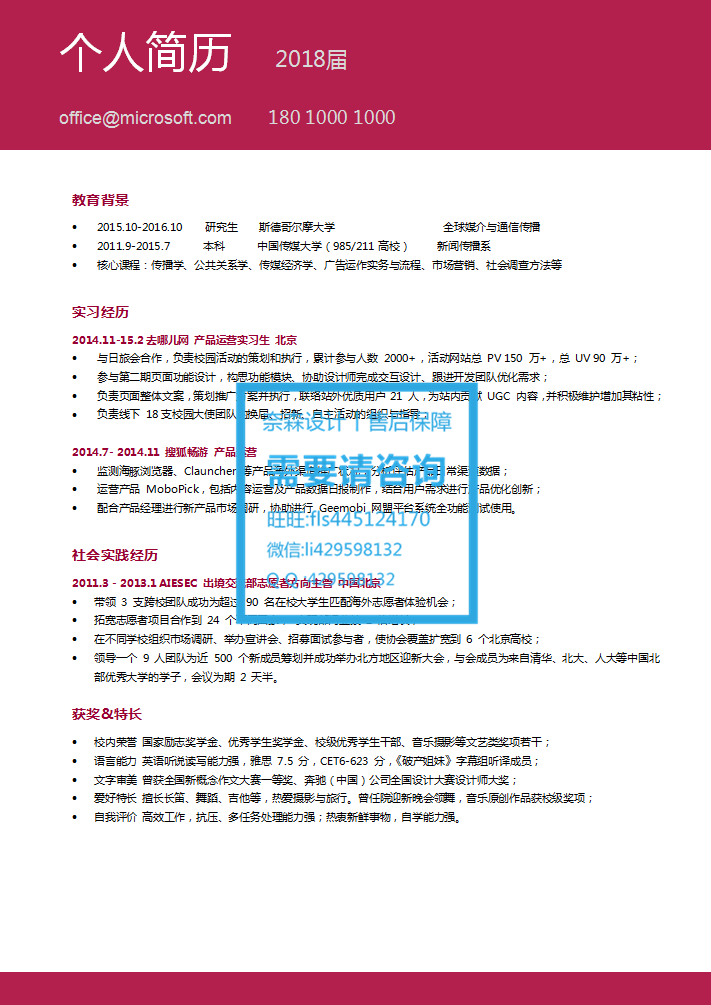 个人简历 2018届
office@microsoft.com 180 1000 1000
教育背景
• 2015.10-2016.10 研究生 斯德哥尔摩大学 全球媒介与通信传播
• 2011.9-2015.7 本科 中国传媒大学（985/211 高校） 新闻传播系
• 核心课程：传播学、公共关系学、传媒经济学、广告运作实务与流程、市场营销、社会调查方法等
实习经历
2014.11-15.2 去哪儿网 产品运营实习生 北京
• 与日旅会合作，负责校园活动的策划和执行，累计参与人数 2000+，活动网站总 PV 150 万+，总 UV 90 万+；
• 参与第二期页面功能设计，构思功能模块、协助设计师完成交互设计、跟进开发团队优化需求；
• 负责页面整体文案，策划推广方案并执行，联络站外优质用户 21 人，为站内贡献 UGC 内容，并积极维护增加其粘性；
• 负责线下 18 支校园大使团队的换届、招新、自主活动的组织与指导；
奈森设计 个售后保障
2014.7- 2014.11 搜狐畅游 产品运营
• 监测海豚浏览器、Clauncher 等产品海外渠道推广 分析 日常渠道数据；
需要请咨询
• 运营产品 MoboPick，包括内容运营及产品数据日报制作，结合用户需求进行产品优化创新；
• 配合产品经理进行新产品市场调研，协助进行 Geemobi 网盟平台系统全功能测试使用。
旺旺:fls445124170
微信:li429598132
社会实践经历
2011.3 - 2013.1 AIESEC 出境交流部志愿者方向主管 中国北京
Q Q :429598132
• 带领 3 支跨校团队成功为超过 90 名在校大学生匹配海外志愿者体验机会；
• 拓宽志愿者项目合作到 24 个
• 在不同学校组织市场调研、举办宣讲会、招募面试参与者，使协会覆盖扩宽到 6 个北京高校；
• 领导一个 9 人团队为近 500 个新成员筹划并成功举办北方地区迎新大会，与会成员为来自清华、北大、人大等中国北
部优秀大学的学子，会议为期 2 天半。
获奖&特长
• 校内荣誉 国家励志奖学金、优秀学生奖学金、校级优秀学生干部、音乐摄影等文艺类奖项若干；
• 语言能力 英语听说读写能力强，雅思 7.5 分，CET6-623 分，《破产姐妹》字幕组听译成员；
• 文字审美 曾获全国新概念作文大赛一等奖、奔驰（中国）公司全国设计大赛设计师大奖；
• 爱好特长 擅长长笛、舞蹈、吉他等，热爱摄影与旅行。曾任院迎新晚会领舞，音乐原创作品获校级奖项；
• 自我评价 高效工作，抗压、多任务处理能力强；热衷新鲜事物，自学能力强。